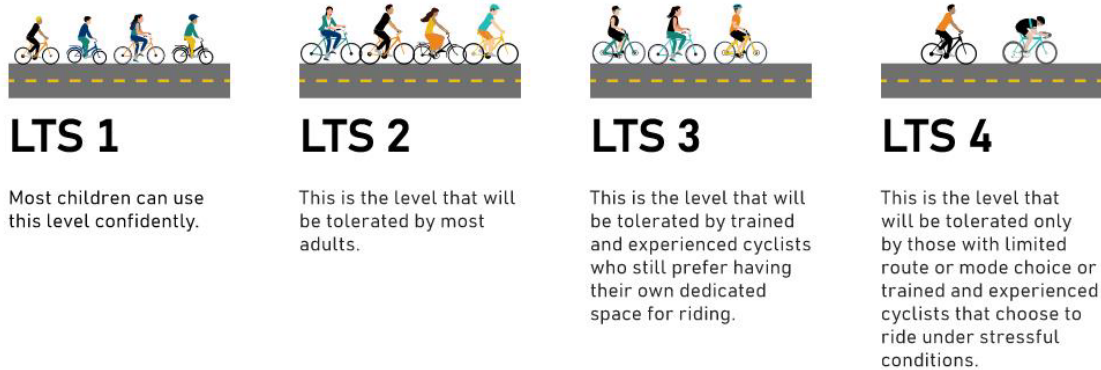 LTS 1
Most children can use
this level confidently.
LTS 2
This is the level that will
be tolerated by most
adults.
LTS 3
This is the level that will
be tolerated by trained
and experienced cyclists
who still prefer having
their own dedicated
space for riding.
LTS 4
This is the level that
will be tolerated only
by those with limited
route or mode choice or
trained and experienced
cyclists that choose to
ride under stressful
conditions.